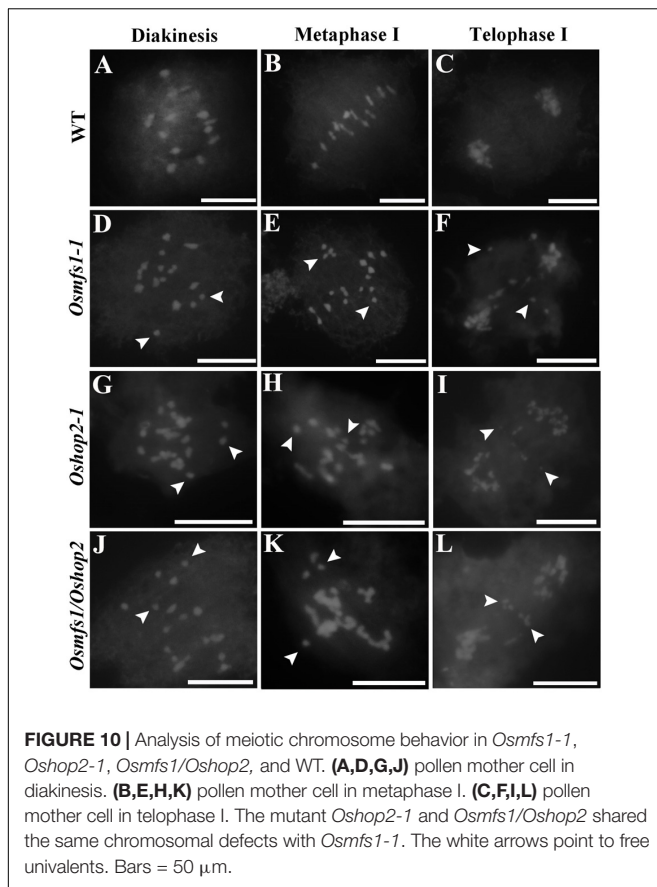 Diakinesis Metaphase I Telophase I
WT
A B C
Osmfs1-1
D E F
Oshop2-1
G H I
Osmfs1/Oshop2
J K L
FIGURE 10 | Analysis of meiotic chromosome behavior in Osmfs1-1,
Oshop2-1, Osmfs1/Oshop2, and WT. (A,D,G,J) pollen mother cell in
diakinesis. (B,E,H,K) pollen mother cell in metaphase I. (C,F,I,L) pollen
mother cell in telophase I. The mutant Oshop2-1 and Osmfs1/Oshop2 shared
the same chromosomal defects with Osmfs1-1. The white arrows point to free
univalents. Bars = 50 μm.